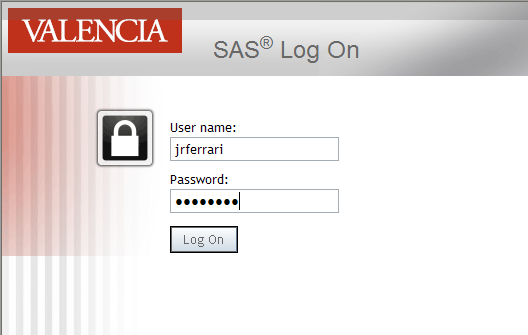 VALENCIA
SAS® Log On
User name:
jrferrari
Password:
••••••••
Log On